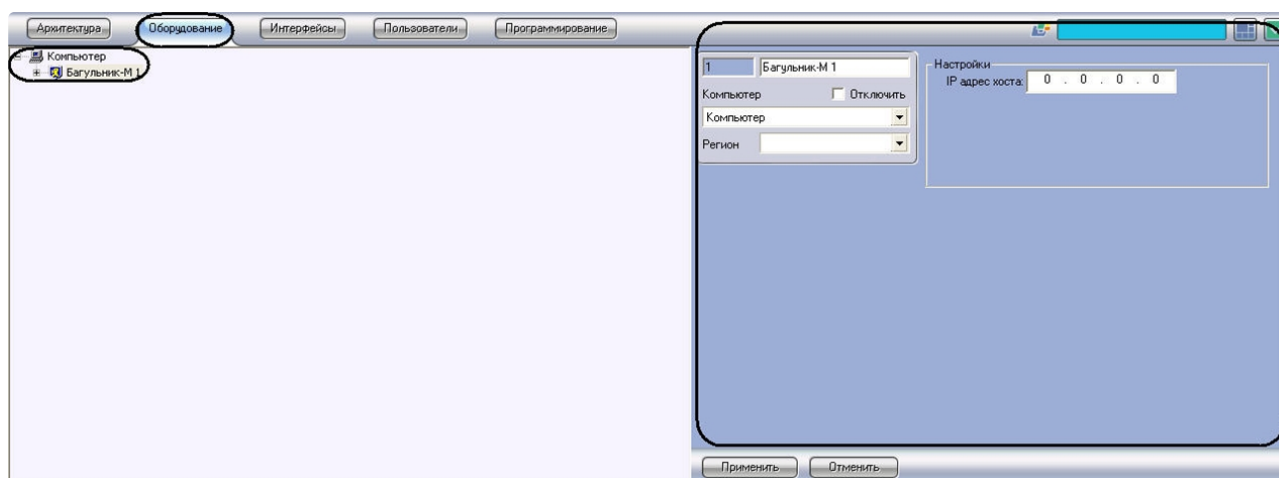 Архитектура Оборудование Интерфейсы Пользователи Программирование
Компьютер
Багульник-М 1
1 Багульник-М 1
Компьютер Отключить
Компьютер
Регион
Настройки
IP адрес хоста: 0 . 0 . 0 . 0
Применить Отменить